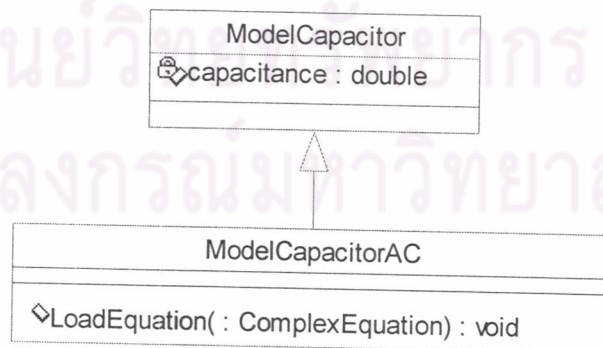 ModelCapacitor
capacitance : double
ModelCapacitorAC
LoadEquation( : ComplexEquation) : void